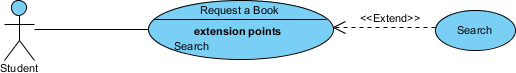 Request a Book
<<Extend>>
extension points
Search
Search
Student